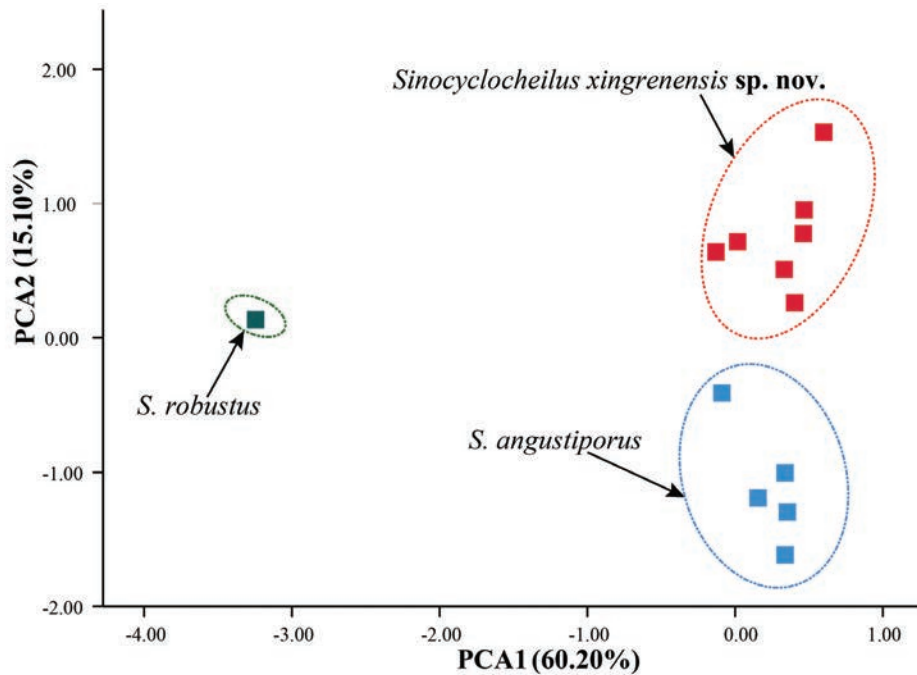 2.00
Sinocyclocheilus xingrenensis sp. nov.
1.00
PCA2 (15.10%)
0.00
S. robustus
S. angustiporus
-1.00
-2.00
-4.00 -3.00 -2.00 -1.00 0.00 1.00
PCA1 (60.20%)